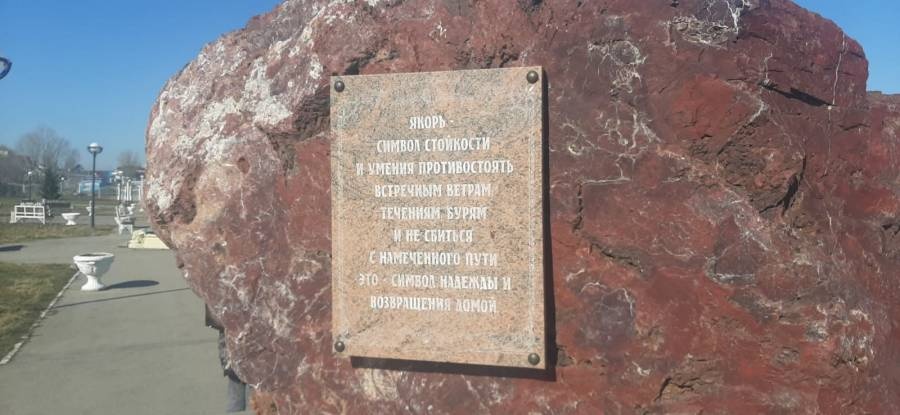 ЯКОРЬ -
СИМВОЛ СТОЙКОСТИ
И УМЕНИЯ ПРОТИВОСТОЯТЬ
ВСТРЕЧНЫМ ВЕТРАМ
ТЕЧЕНИЯМ БУРЯМ
И НЕ СБИТЬСЯ
С НАМЕЧЕННОГО ПУТИ
ЭТО - СИМВОЛ НАДЕЖДЫ И
ВОЗВРАЩЕНИЯ ДОМОЙ